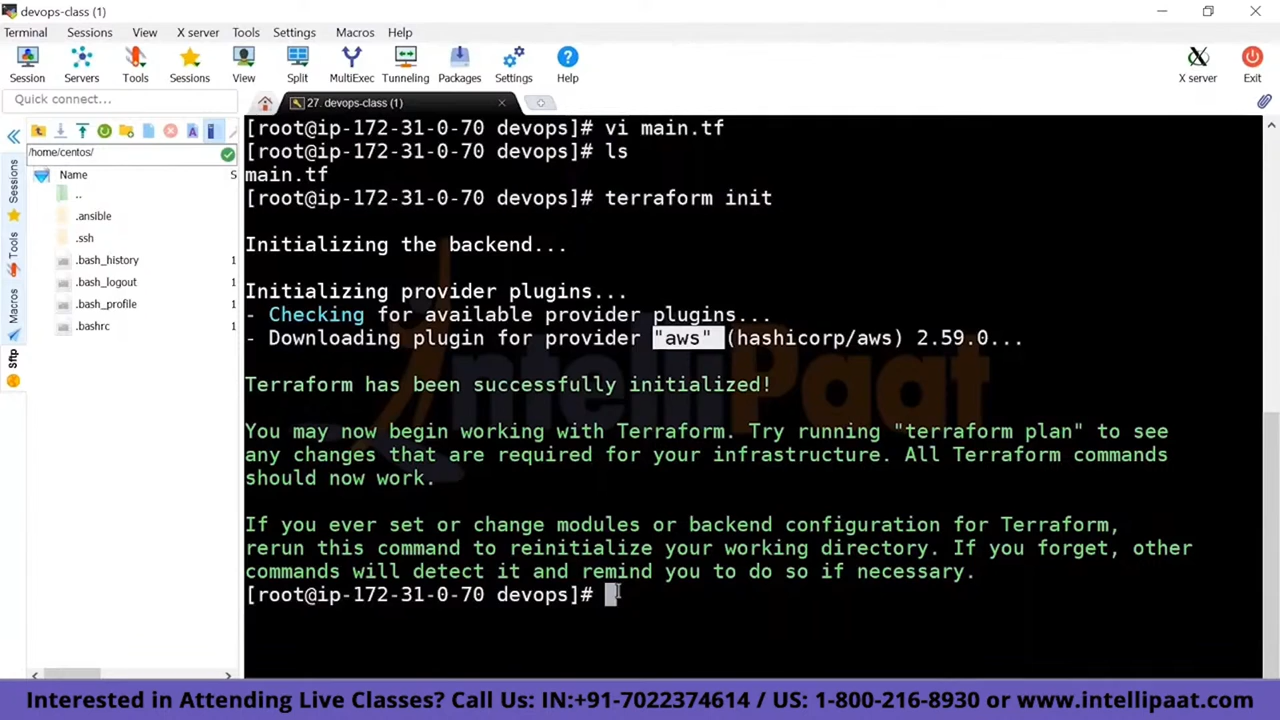 devops-class (1)
Terminal Sessions View X server Tools Settings Macros Help
Session Servers Tools Sessions View Split MultiExec Tunneling Packages Settings Help X server Exit
Quick connect...
27. devops-class (1)
/home/centos/
Name S
..
.ansible
.ssh
.bash_history 1
.bash_logout 1
.bash_profile 1
.bashrc 1
Sessions
Tools
Macros
Sftp
[root@ip-172-31-0-70 devops]# vi main.tf
[root@ip-172-31-0-70 devops]# ls
main.tf
[root@ip-172-31-0-70 devops]# terraform init
Initializing the backend...
Initializing provider plugins...
- Checking for available provider plugins...
- Downloading plugin for provider "aws" (hashicorp/aws) 2.59.0...
Terraform has been successfully initialized!
You may now begin working with Terraform. Try running "terraform plan" to see
any changes that are required for your infrastructure. All Terraform commands
should now work.
If you ever set or change modules or backend configuration for Terraform,
rerun this command to reinitialize your working directory. If you forget, other
commands will detect it and remind you to do so if necessary.
[root@ip-172-31-0-70 devops]#
INTELLIPAAT
Interested in Attending Live Classes? Call Us: IN:+91-7022374614 / US: 1-800-216-8930 or www.intellipaat.com